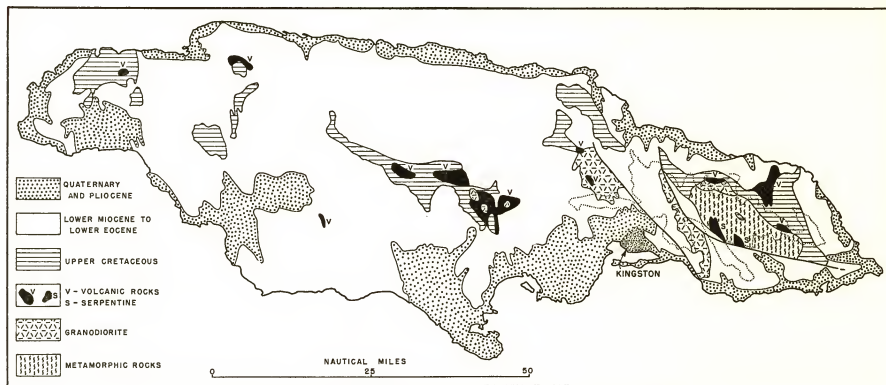 QUATERNARY
AND PLIOCENE
LOWER MIOCENE TO
LOWER EOCENE
UPPER CRETACEOUS
V S V - VOLCANIC ROCKS
S - SERPENTINE
GRANODIORITE
METAMORPHIC ROCKS
V
V
V
V
V
V
V
V
V
V
S
KINGSTON
NAUTICAL MILES
0 25 50